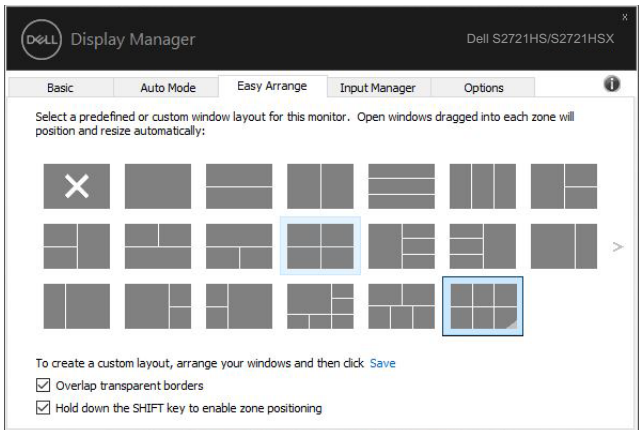 x
DELL Display Manager Dell S2721HS/S2721HSX
Basic Auto Mode Easy Arrange Input Manager Options
Select a predefined or custom window layout for this monitor. Open windows dragged into each zone will
position and resize automatically:
To create a custom layout, arrange your windows and then click Save
Overlap transparent borders
Hold down the SHIFT key to enable zone positioning